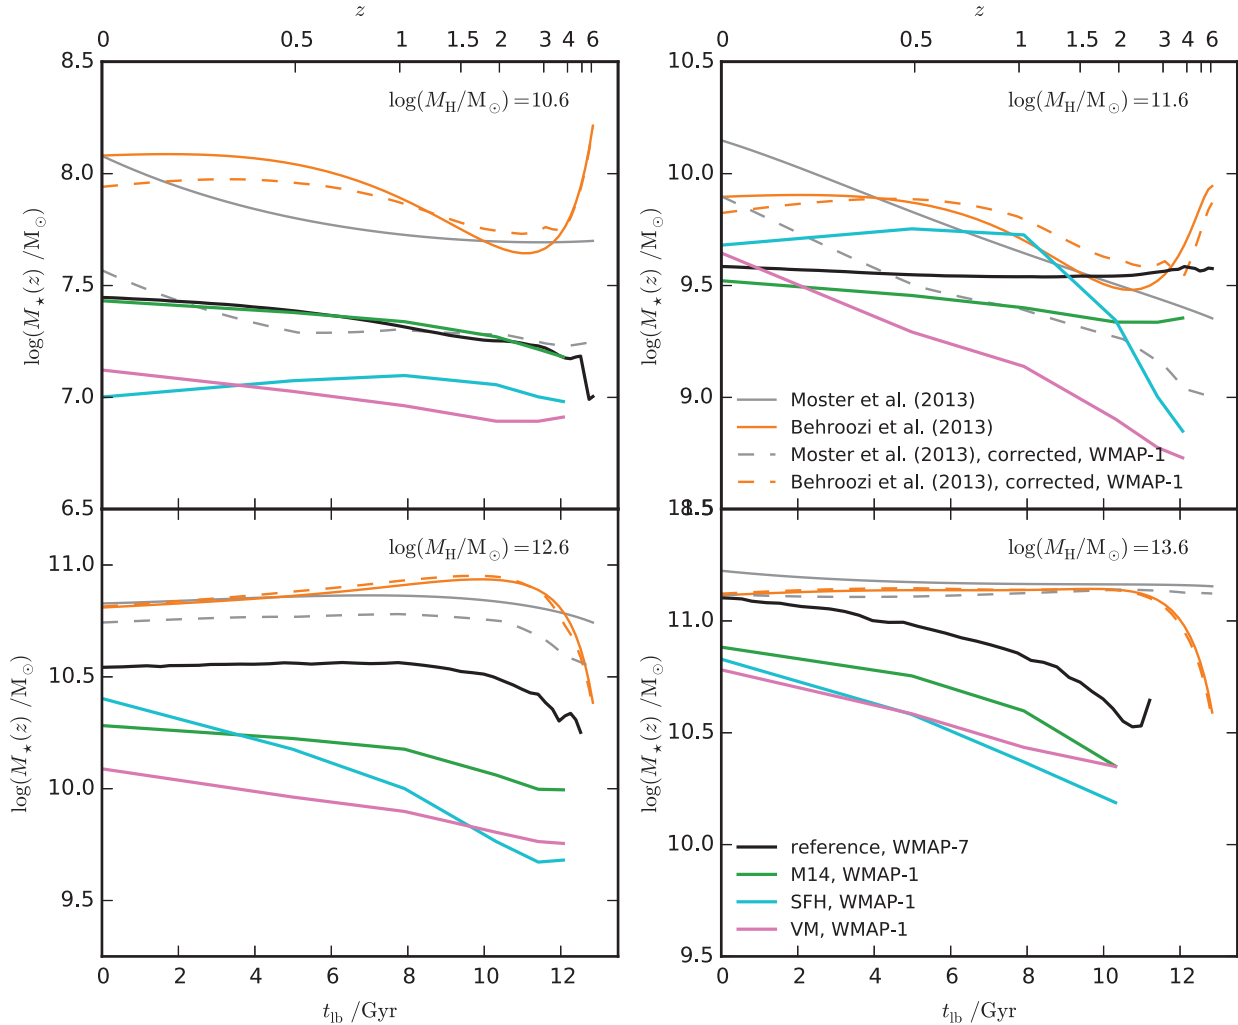 z
z
0 0.5 1 1.5 2 3 4 6
0 0.5 1 1.5 2 3 4 6
8.5
10.5
log(M_H/M_⊙)=10.6
log(M_H/M_⊙)=11.6
8.0
7.5
7.0
6.5
10.0
9.5
9.0
log(M_⋆(z) /M_⊙)
log(M_⋆(z) /M_⊙)
Moster et al. (2013)
Behroozi et al. (2013)
Moster et al. (2013), corrected, WMAP-1
Behroozi et al. (2013), corrected, WMAP-1
log(M_H/M_⊙)=12.6
log(M_H/M_⊙)=13.6
11.0
10.5
10.0
9.5
11.0
10.5
10.0
9.5
log(M_⋆(z) /M_⊙)
log(M_⋆(z) /M_⊙)
reference, WMAP-7
M14, WMAP-1
SFH, WMAP-1
VM, WMAP-1
0 2 4 6 8 10 12
0 2 4 6 8 10 12
t_lb /Gyr
t_lb /Gyr